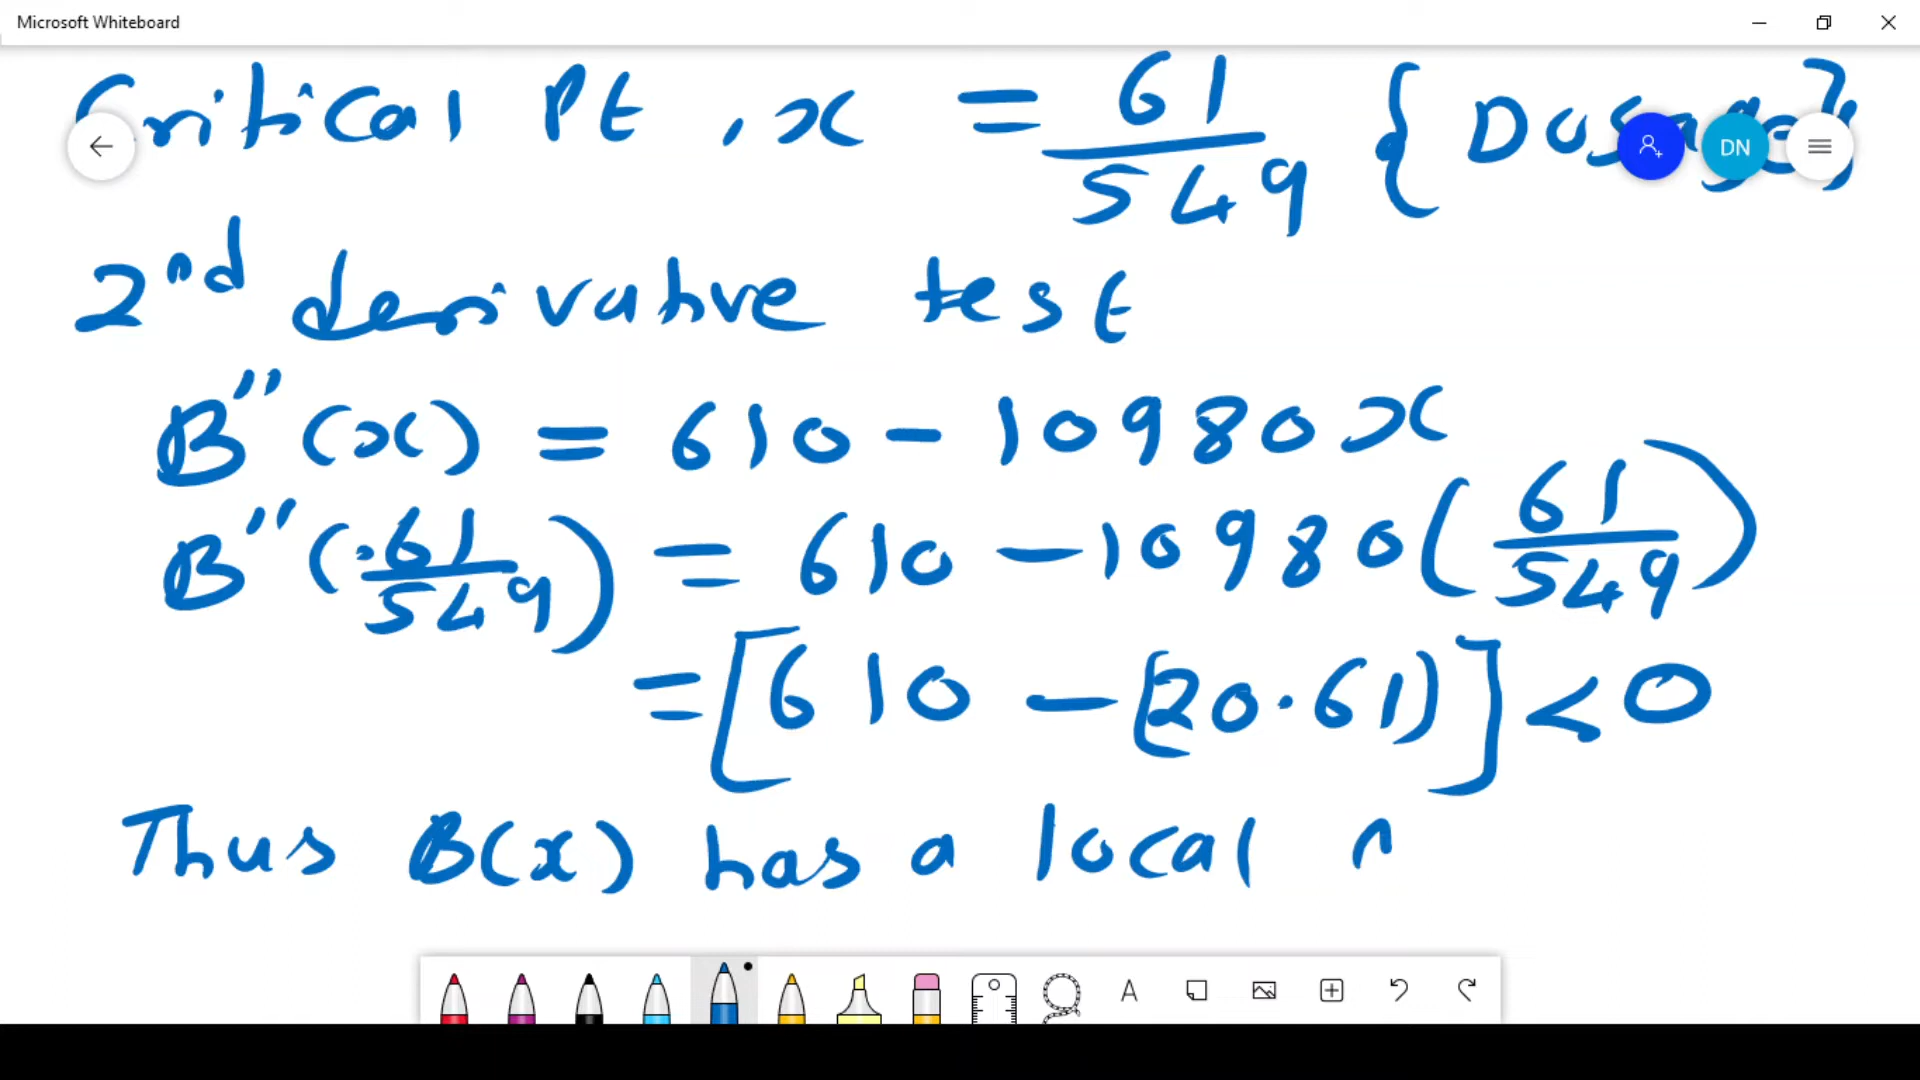 Microsoft Whiteboard
Critical Pt, x = 61/549 {Dosage}
DN
2nd derivative test
B''(x) = 610 - 10980x
B''(.61/549) = 610 - 10980(61/549)
= [610 - (20.61)] < 0
Thus B(x) has a local
A